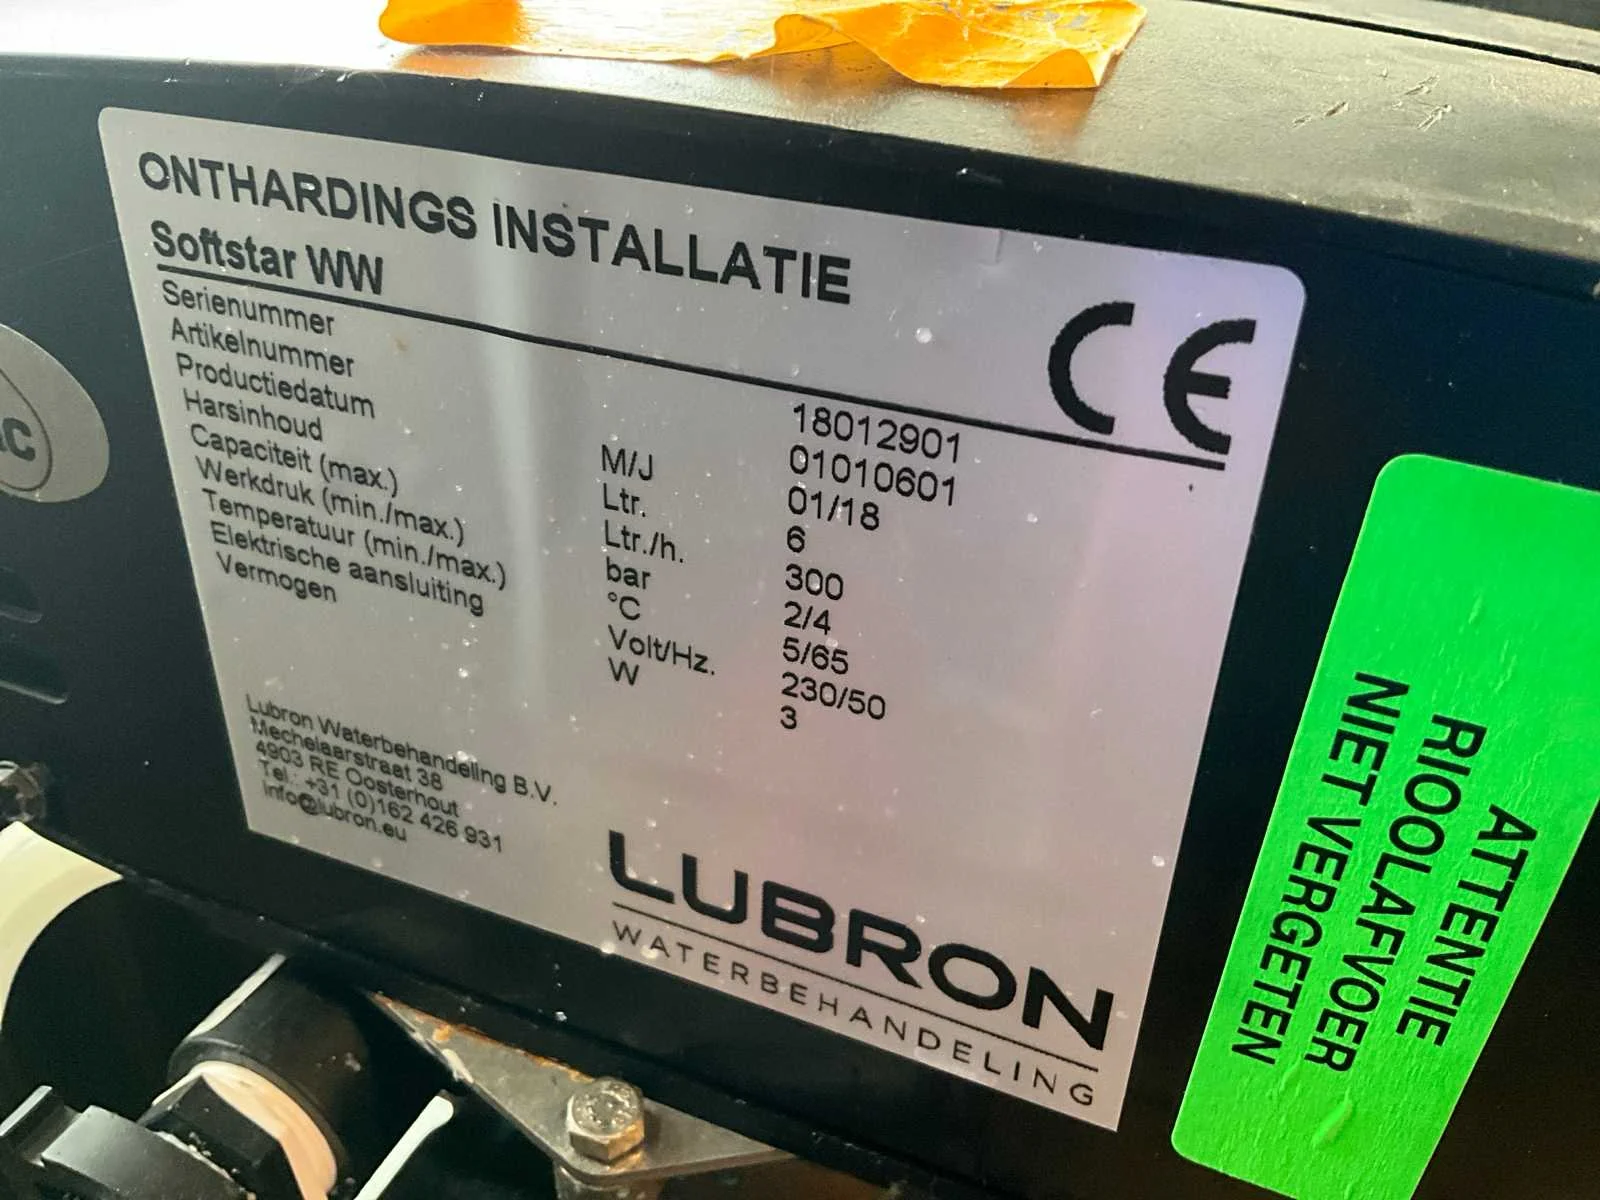 ONTHARDINGS INSTALLATIE
Softstar WW
CE
Serienummer 18012901
Artikelnummer 01010601
Productiedatum M/J 01/18
Harsinhoud Ltr. 6
Capaciteit (max.) Ltr./h. 300
Werkdruk (min./max.) bar 2/4
Temperatuur (min./max.) °C 5/65
Elektrische aansluiting Volt/Hz. 230/50
Vermogen W 3
Lubron Waterbehandeling B.V.
Mechelaarstraat 38
4903 RE Oosterhout
Tel.: +31 (0)162 426 931
info@lubron.eu
LUBRON
WATERBEHANDELING
ATTENTIE
RIOOLAFVOER
NIET VERGETEN